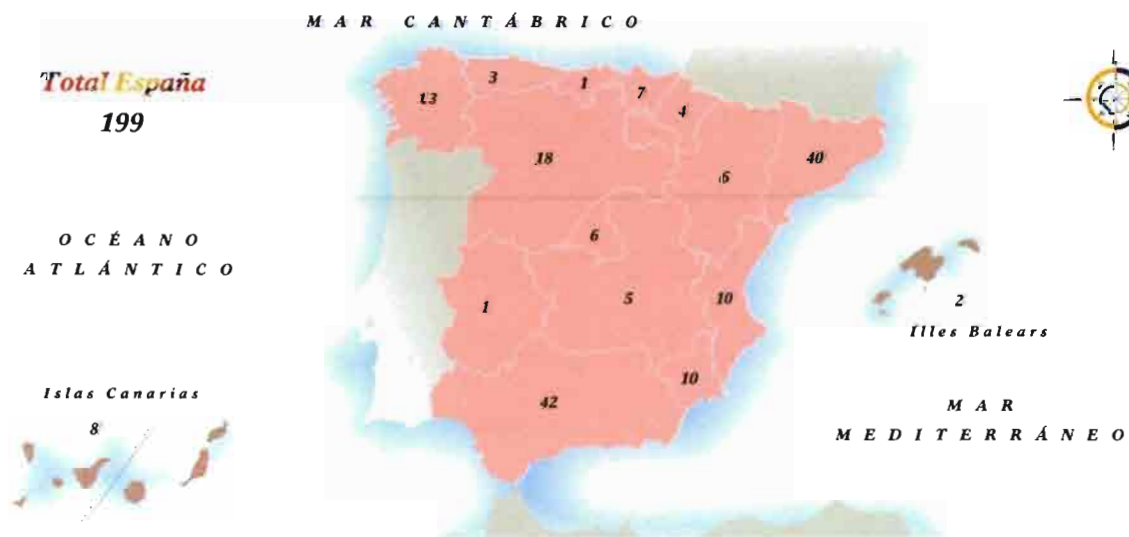 MAR CANTÁBRICO
Total España
199
3
1
13
7
4
18
40
6
OCÉANO
ATLÁNTICO
6
1
5
10
2
Illes Balears
Islas Canarias
8
10
42
MAR
MEDITERRÁNEO